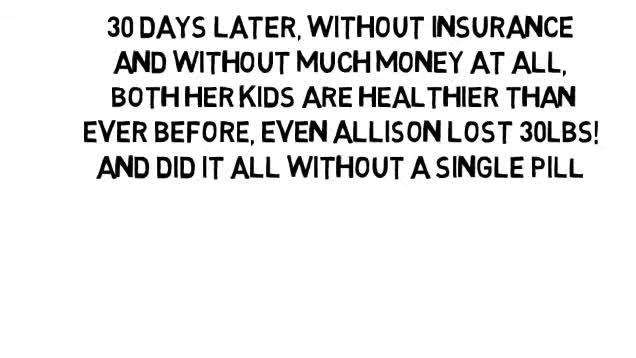 30 DAYS LATER, WITHOUT INSURANCE
AND WITHOUT MUCH MONEY AT ALL,
BOTH HER KIDS ARE HEALTHIER THAN
EVER BEFORE, EVEN ALLISON LOST 30LBS!
AND DID IT ALL WITHOUT A SINGLE PILL